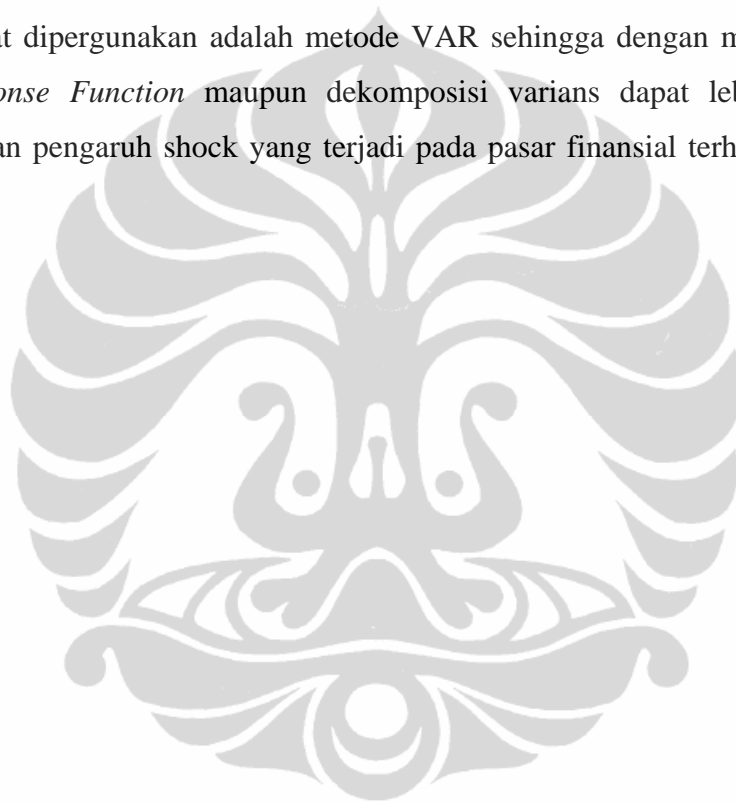 at dipergunakan adalah metode VAR sehingga dengan m
onse Function maupun dekomposisi varians dapat leb
an pengaruh shock yang terjadi pada pasar finansial terh